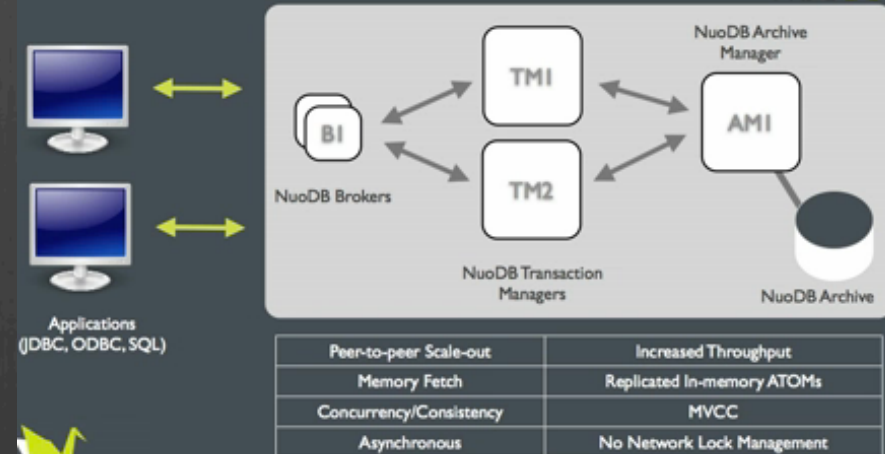 NuoDB Archive
Manager
TM1
B1
AM1
NuoDB Brokers
TM2
NuoDB Transaction
Managers
NuoDB Archive
Applications
(JDBC, ODBC, SQL)
Peer-to-peer Scale-out Increased Throughput
Memory Fetch Replicated In-memory ATOMs
Concurrency/Consistency MVCC
Asynchronous No Network Lock Management